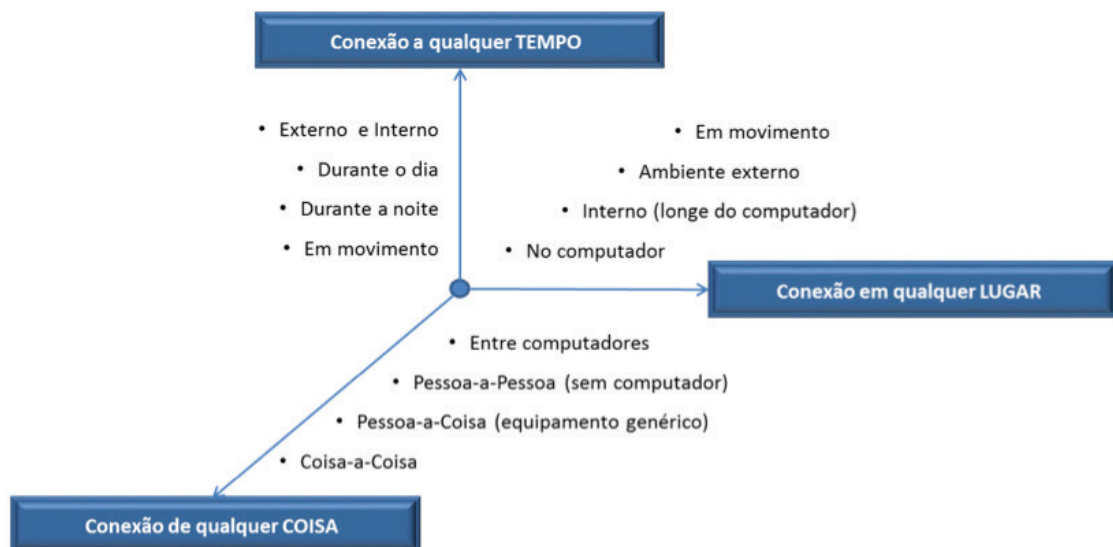 Conexão a qualquer TEMPO
• Externo e Interno
• Durante o dia
• Durante a noite
• Em movimento
• Em movimento
• Ambiente externo
• Interno (longe do computador)
• No computador
Conexão em qualquer LUGAR
• Entre computadores
• Pessoa-a-Pessoa (sem computador)
• Pessoa-a-Coisa (equipamento genérico)
• Coisa-a-Coisa
Conexão de qualquer COISA